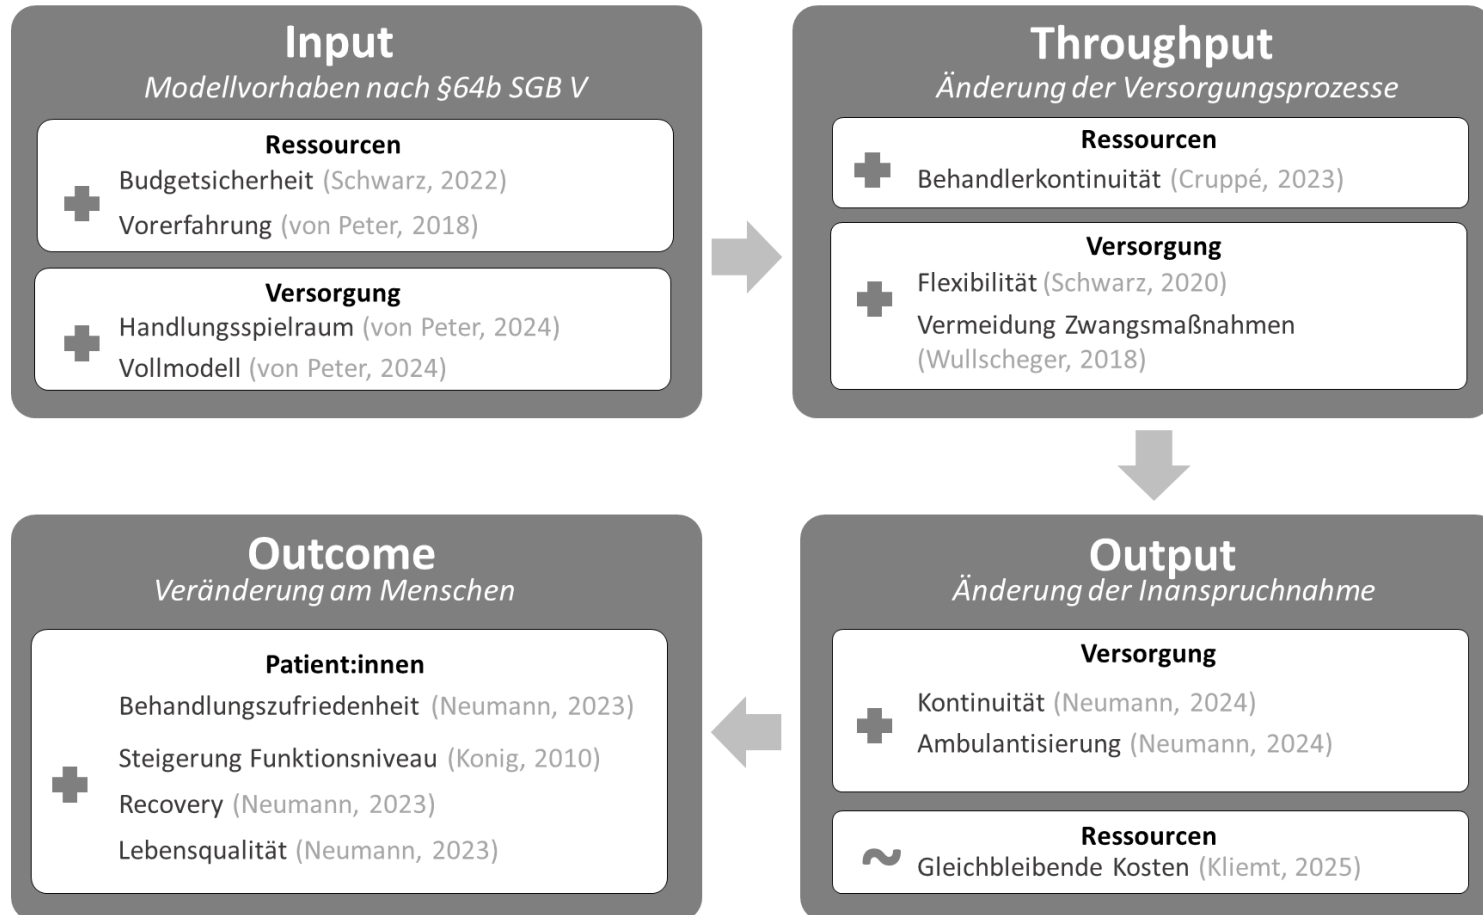 Input
Modellvorhaben nach §64b SGB V
Ressourcen
Budgetsicherheit (Schwarz, 2022)
Vorerfahrung (von Peter, 2018)
Versorgung
Handlungsspielraum (von Peter, 2024)
Vollmodell (von Peter, 2024)
Throughput
Änderung der Versorgungsprozesse
Ressourcen
Behandlerkontinuität (Cruppé, 2023)
Versorgung
Flexibilität (Schwarz, 2020)
Vermeidung Zwangsmaßnahmen
(Wullscheger, 2018)
Output
Änderung der Inanspruchnahme
Versorgung
Kontinuität (Neumann, 2024)
Ambulantisierung (Neumann, 2024)
Ressourcen
~ Gleichbleibende Kosten (Kliemt, 2025)
Outcome
Veränderung am Menschen
Patient:innen
Behandlungszufriedenheit (Neumann, 2023)
Steigerung Funktionsniveau (Konig, 2010)
Recovery (Neumann, 2023)
Lebensqualität (Neumann, 2023)